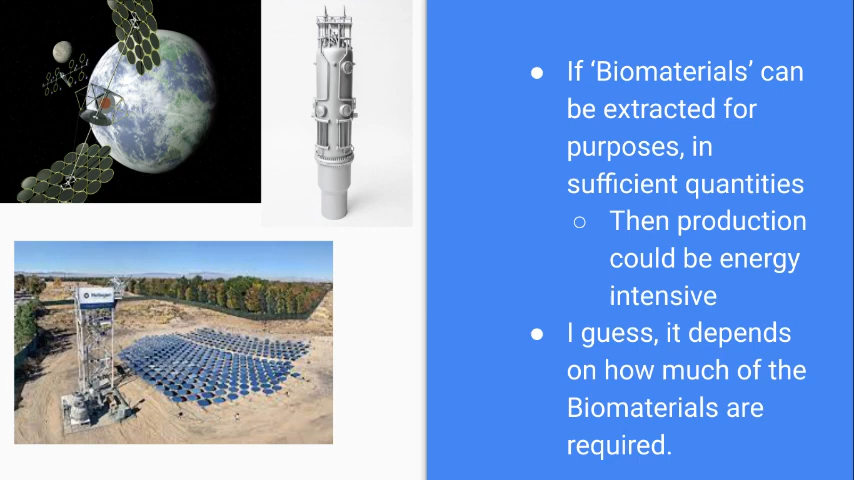 Heliogen
● If ‘Biomaterials’ can
be extracted for
purposes, in
sufficient quantities
○ Then production
could be energy
intensive
● I guess, it depends
on how much of the
Biomaterials are
required.